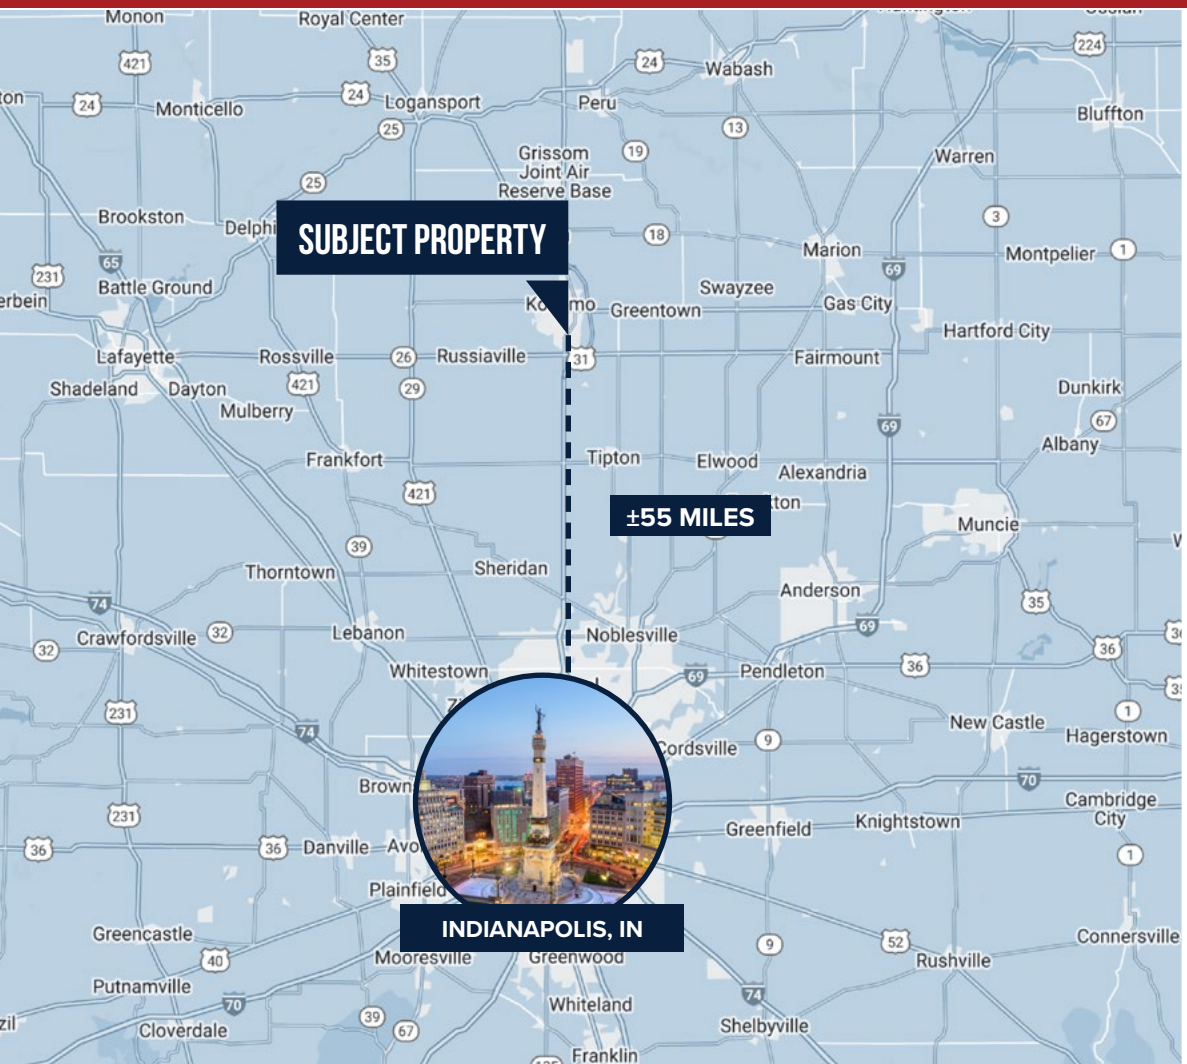 Monon
Royal Center
421
35
24
Wabash
224
24
Monticello
24
Logansport
Peru
Bluffton
25
13
Grissom
Joint Air
Reserve Base
19
Warren
25
Brookston
Delphi
SUBJECT PROPERTY
18
3
Marion
Montpelier
1
65
69
231
Battle Ground
Swayzee
Greentown
Gas City
Hartford City
Lafayette
Rossville
26
Russiaville
31
Fairmount
Shadeland
Dayton
421
29
Dunkirk
Mulberry
67
69
Albany
Frankfort
Tipton
Elwood
Alexandria
421
±55 MILES
Muncie
39
Thorntown
Sheridan
Anderson
74
35
Crawfordsville
32
Lebanon
Noblesville
69
32
36
Whitestown
69
Pendleton
36
231
74
New Castle
1
Hagerstown
Cordsville
9
70
Brown
231
Cambridge
City
Greenfield
Knightstown
36
36
Danville
1
Plainfield
INDIANAPOLIS, IN
Greencastle
9
52
Connersville
40
Mooresville
Greenwood
Rushville
Putnamville
70
74
Whiteland
39
67
Cloverdale
Shelbyville
Franklin